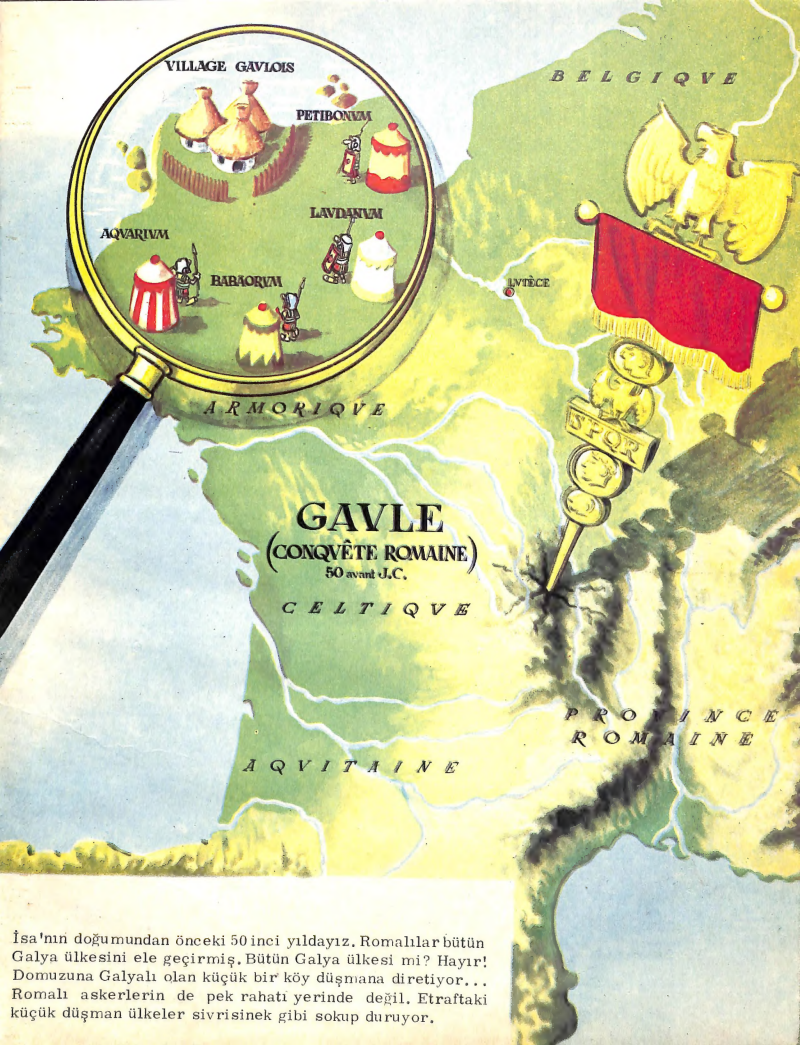 VILLAGE GAVLOIS
PETIBONVM
LAVDANVM
AQVARIVM
BABAORVM
BELGIQVE
LVTÈCE
SPQR
ARMORIQVE
GAVLE
(CONQVÊTE ROMAINE)
50 avant J.C.
CELTIQVE
PROVINCE
ROMAINE
AQVITAINE
İsa'nın doğumundan önceki 50 inci yıldayız. Romalılar bütün
Galya ülkesini ele geçirmiş. Bütün Galya ülkesi mi? Hayır!
Domuzuna Galyalı olan küçük bir köy düşmana diretiyor...
Romalı askerlerin de pek rahatı yerinde değil. Etraftaki
küçük düşman ülkeler sivrisinek gibi sokup duruyor.